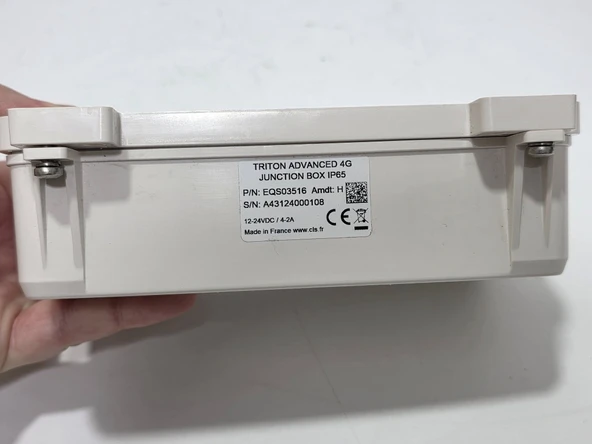 TRITON ADVANCED 4G
JUNCTION BOX IP65
P/N: EQS03516 Amdt: H
S/N: A43124000108
12-24VDC / 4-2A
Made in France www.cls.fr
CE